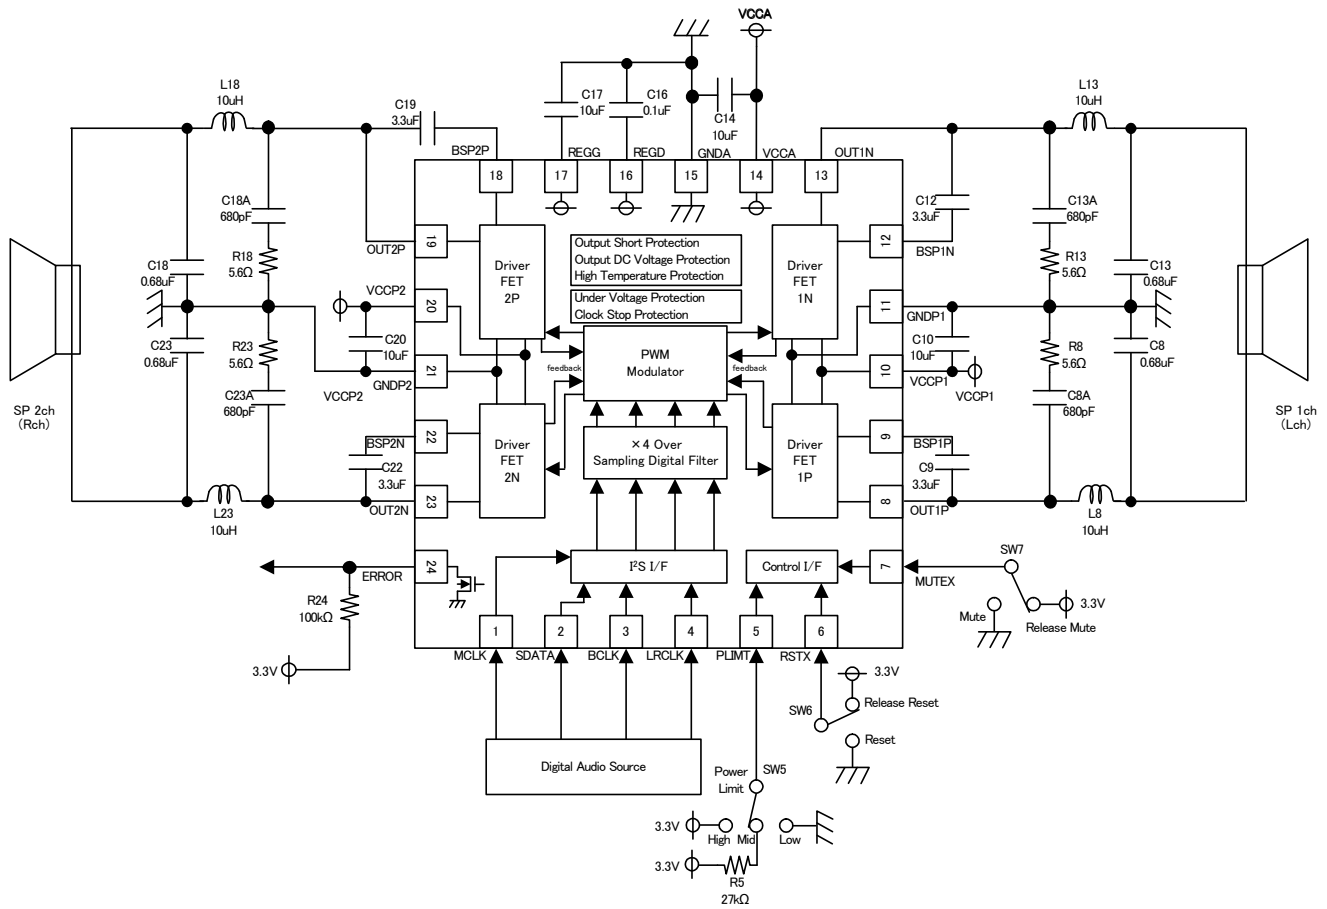 VCCA
L18
10uH
C19
3.3uF
C17
10uF
C16
0.1uF
C14
10uF
L13
10uH
BSP2P
REGG
REGD
GNDA
VCCA
OUT1N
18
17
16
15
14
13
C18A
680pF
C12
3.3uF
C13A
680pF
19
OUT2P
12
BSP1N
Driver
FET
2P
Output Short Protection
Output DC Voltage Protection
High Temperature Protection
Under Voltage Protection
Clock Stop Protection
Driver
FET
1N
C18
0.68uF
R18
5.6Ω
R13
5.6Ω
C13
0.68uF
VCCP2
20
11
GNDP1
C23
0.68uF
R23
5.6Ω
C20
10uF
PWM
Modulator
feedback
feedback
C10
10uF
R8
5.6Ω
C8
0.68uF
VCCP2
GNDP2
21
10
VCCP1
VCCP1
C23A
680pF
C8A
680pF
SP 2ch
(Rch)
SP 1ch
(Lch)
BSP2N
22
9
BSP1P
Driver
FET
2N
×4 Over
Sampling Digital Filter
Driver
FET
1P
C22
3.3uF
C9
3.3uF
OUT2N
23
8
OUT1P
L23
10uH
L8
10uH
ERROR
24
I²S I/F
Control I/F
7
MUTEX
SW7
R24
100kΩ
Mute
3.3V
Release Mute
1
2
3
4
5
6
MCLK
SDATA
BCLK
LRCLK
PLIMT
RSTX
3.3V
3.3V
Release Reset
SW6
Reset
Digital Audio Source
Power
Limit
SW5
3.3V
High
Mid
Low
3.3V
R5
27kΩ